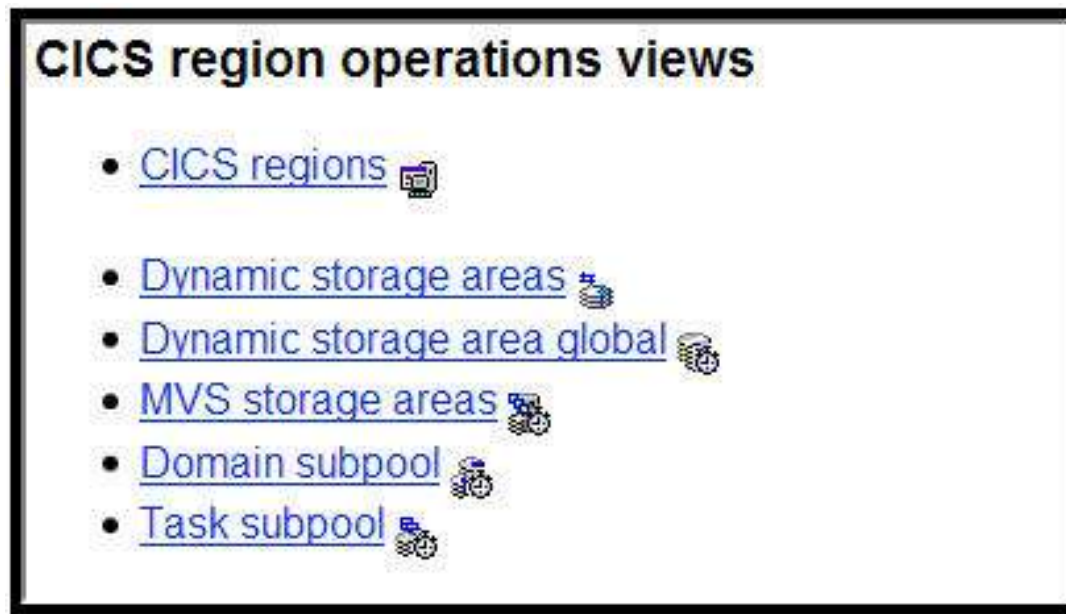 CICS region operations views
CICS regions
Dynamic storage areas
Dynamic storage area global
MVS storage areas
Domain subpool
Task subpool